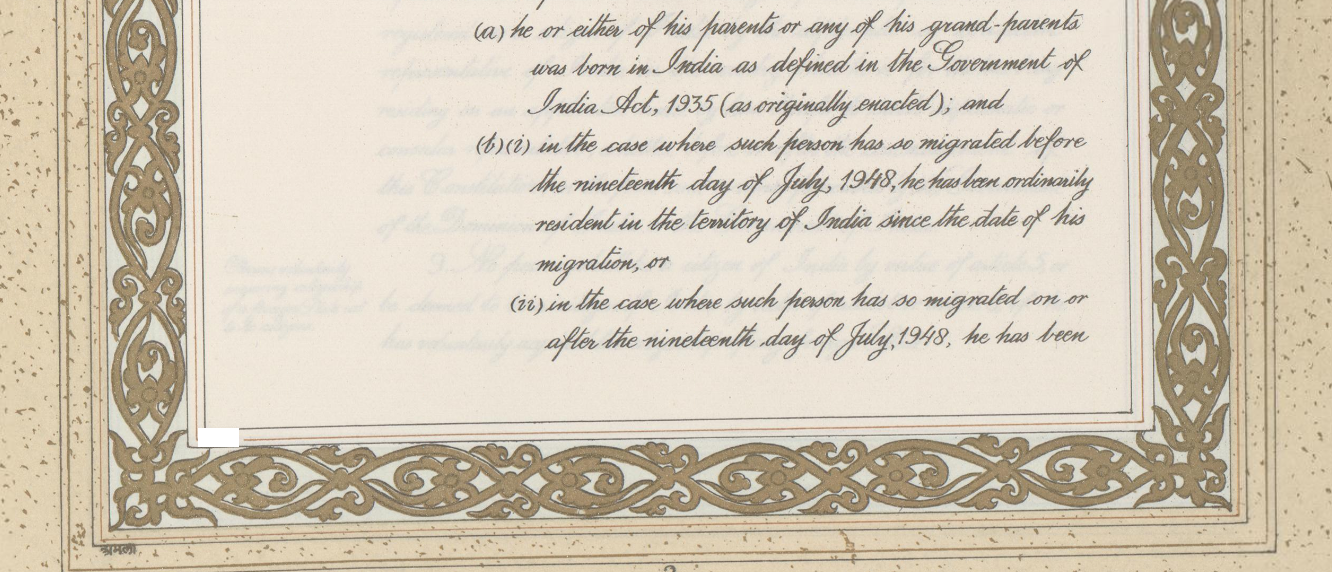 (a) he or either of his parents or any of his grand-parents
was born in India as defined in the Government of
India Act, 1935 (as originally enacted); and
(b)(i) in the case where such person has so migrated before
the nineteenth day of July, 1948, he has been ordinarily
resident in the territory of India since the date of his
migration, or
(ii) in the case where such person has so migrated on or
after the nineteenth day of July, 1948, he has been